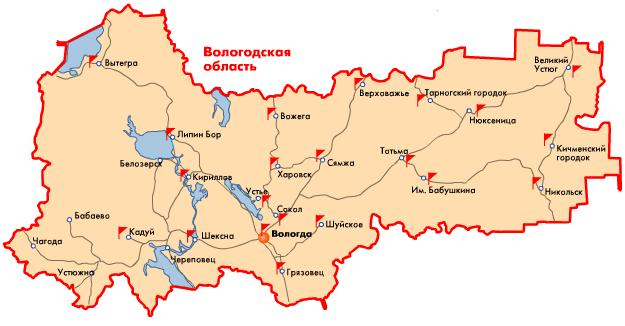 Вологодская
область
Вытегра
Великий
Устюг
Верховажье
Тарногский городок
Вожега
Нюксеница
Липин Бор
Тотьма
Кичменский
городок
Белозерск
Сямжа
Харовск
Кириллов
Им. Бабушкина
Никольск
Устье
Сокол
Бабаево
Шуйское
Кадуй
Шексна
Вологда
Чагода
Череповец
Устюжна
Грязовец